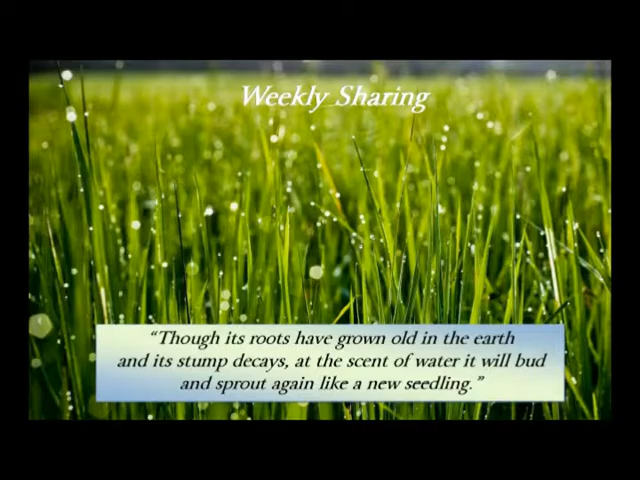 Weekly Sharing
“Though its roots have grown old in the earth
and its stump decays, at the scent of water it will bud
and sprout again like a new seedling.”